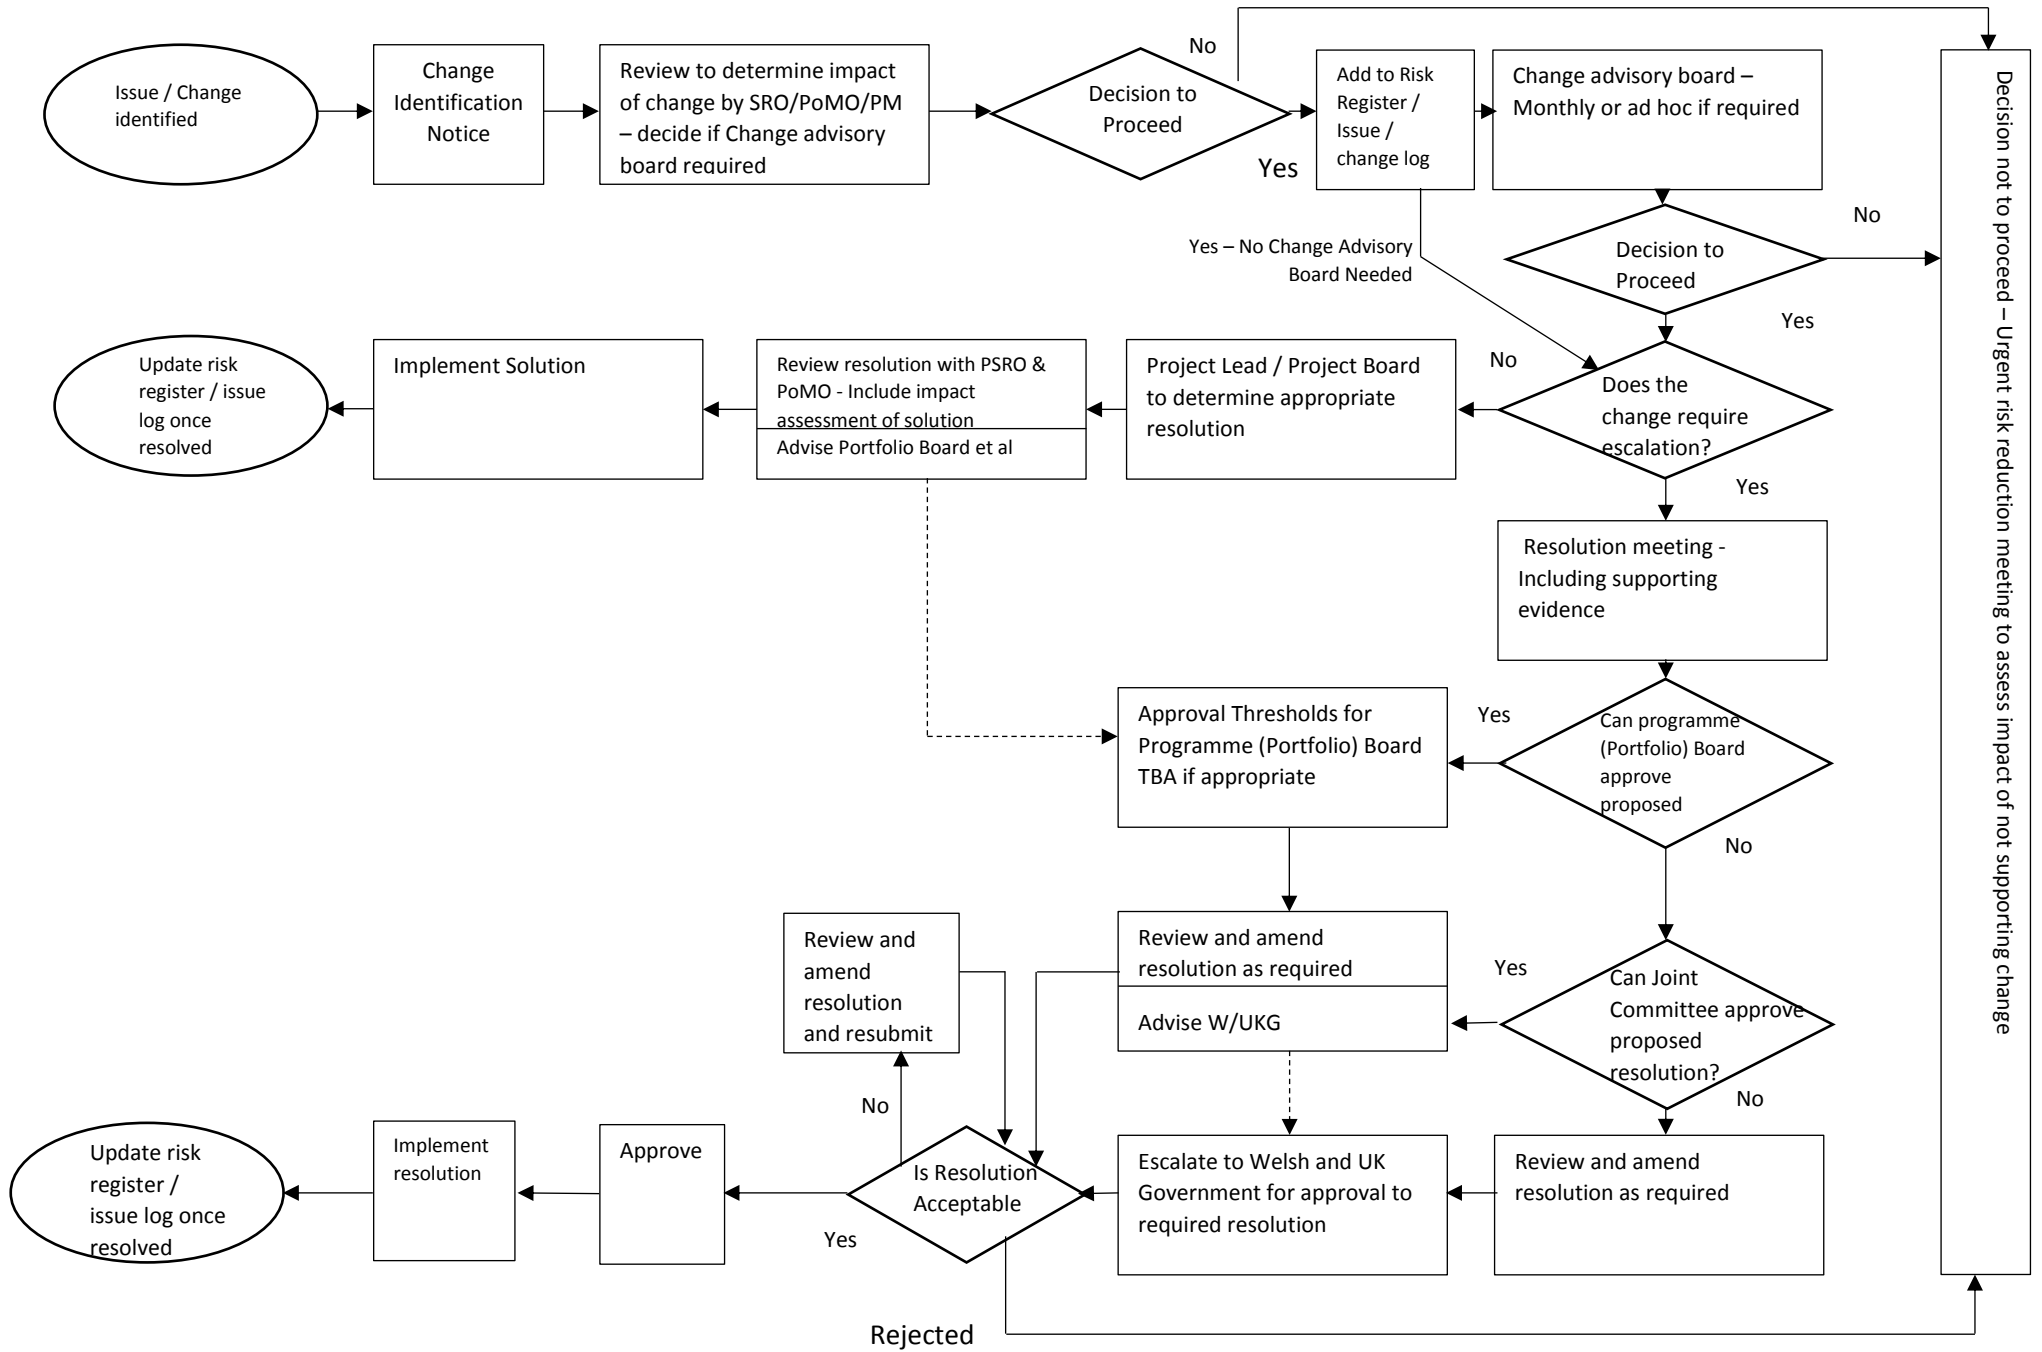 Issue / Change
identified
Change
Identification
Notice
Review to determine impact
of change by SRO/PoMO/PM
– decide if Change advisory
board required
No
Decision to
Proceed
Yes
Add to Risk
Register /
Issue /
change log
Change advisory board –
Monthly or ad hoc if required
Decision not to proceed – Urgent risk reduction meeting to assess impact of not supporting change
No
Yes – No Change Advisory
Board Needed
Decision to
Proceed
Yes
Update risk
register / issue
log once
resolved
Implement Solution
Review resolution with PSRO &
PoMO - Include impact
assessment of solution
Advise Portfolio Board et al
Project Lead / Project Board
to determine appropriate
resolution
No
Does the
change require
escalation?
Yes
Resolution meeting -
Including supporting
evidence
Approval Thresholds for
Programme (Portfolio) Board
TBA if appropriate
Yes
Can programme
(Portfolio) Board
approve
proposed
No
Review and
amend
resolution
and resubmit
Review and amend
resolution as required
Advise W/UKG
Yes
Can Joint
Committee approve
proposed
resolution?
No
No
Update risk
register /
issue log once
resolved
Implement
resolution
Approve
Yes
Is Resolution
Acceptable
Escalate to Welsh and UK
Government for approval to
required resolution
Review and amend
resolution as required
Rejected